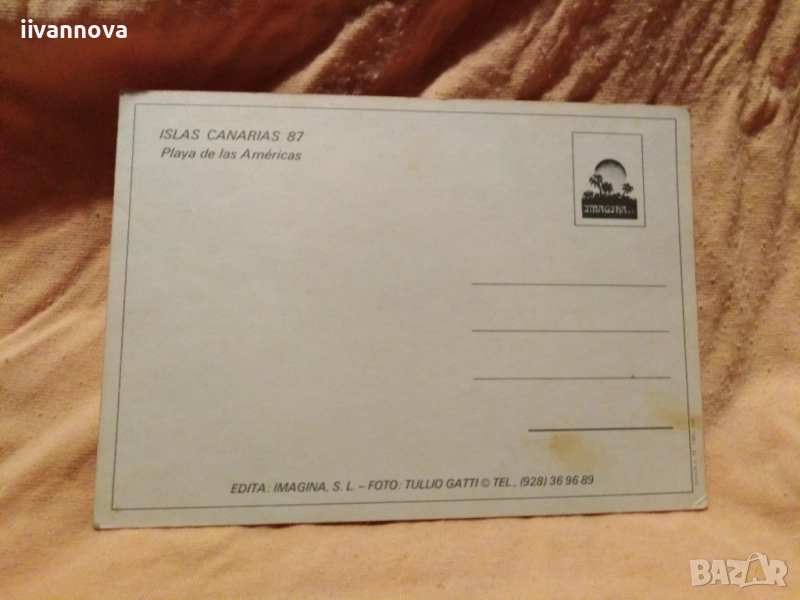 iivannova
ISLAS CANARIAS 87
Playa de las Américas
IMAGINA
EDITA: IMAGINA, S. L. – FOTO: TULLIO GATTI © TEL., (928) 36 96 89
BAZAR